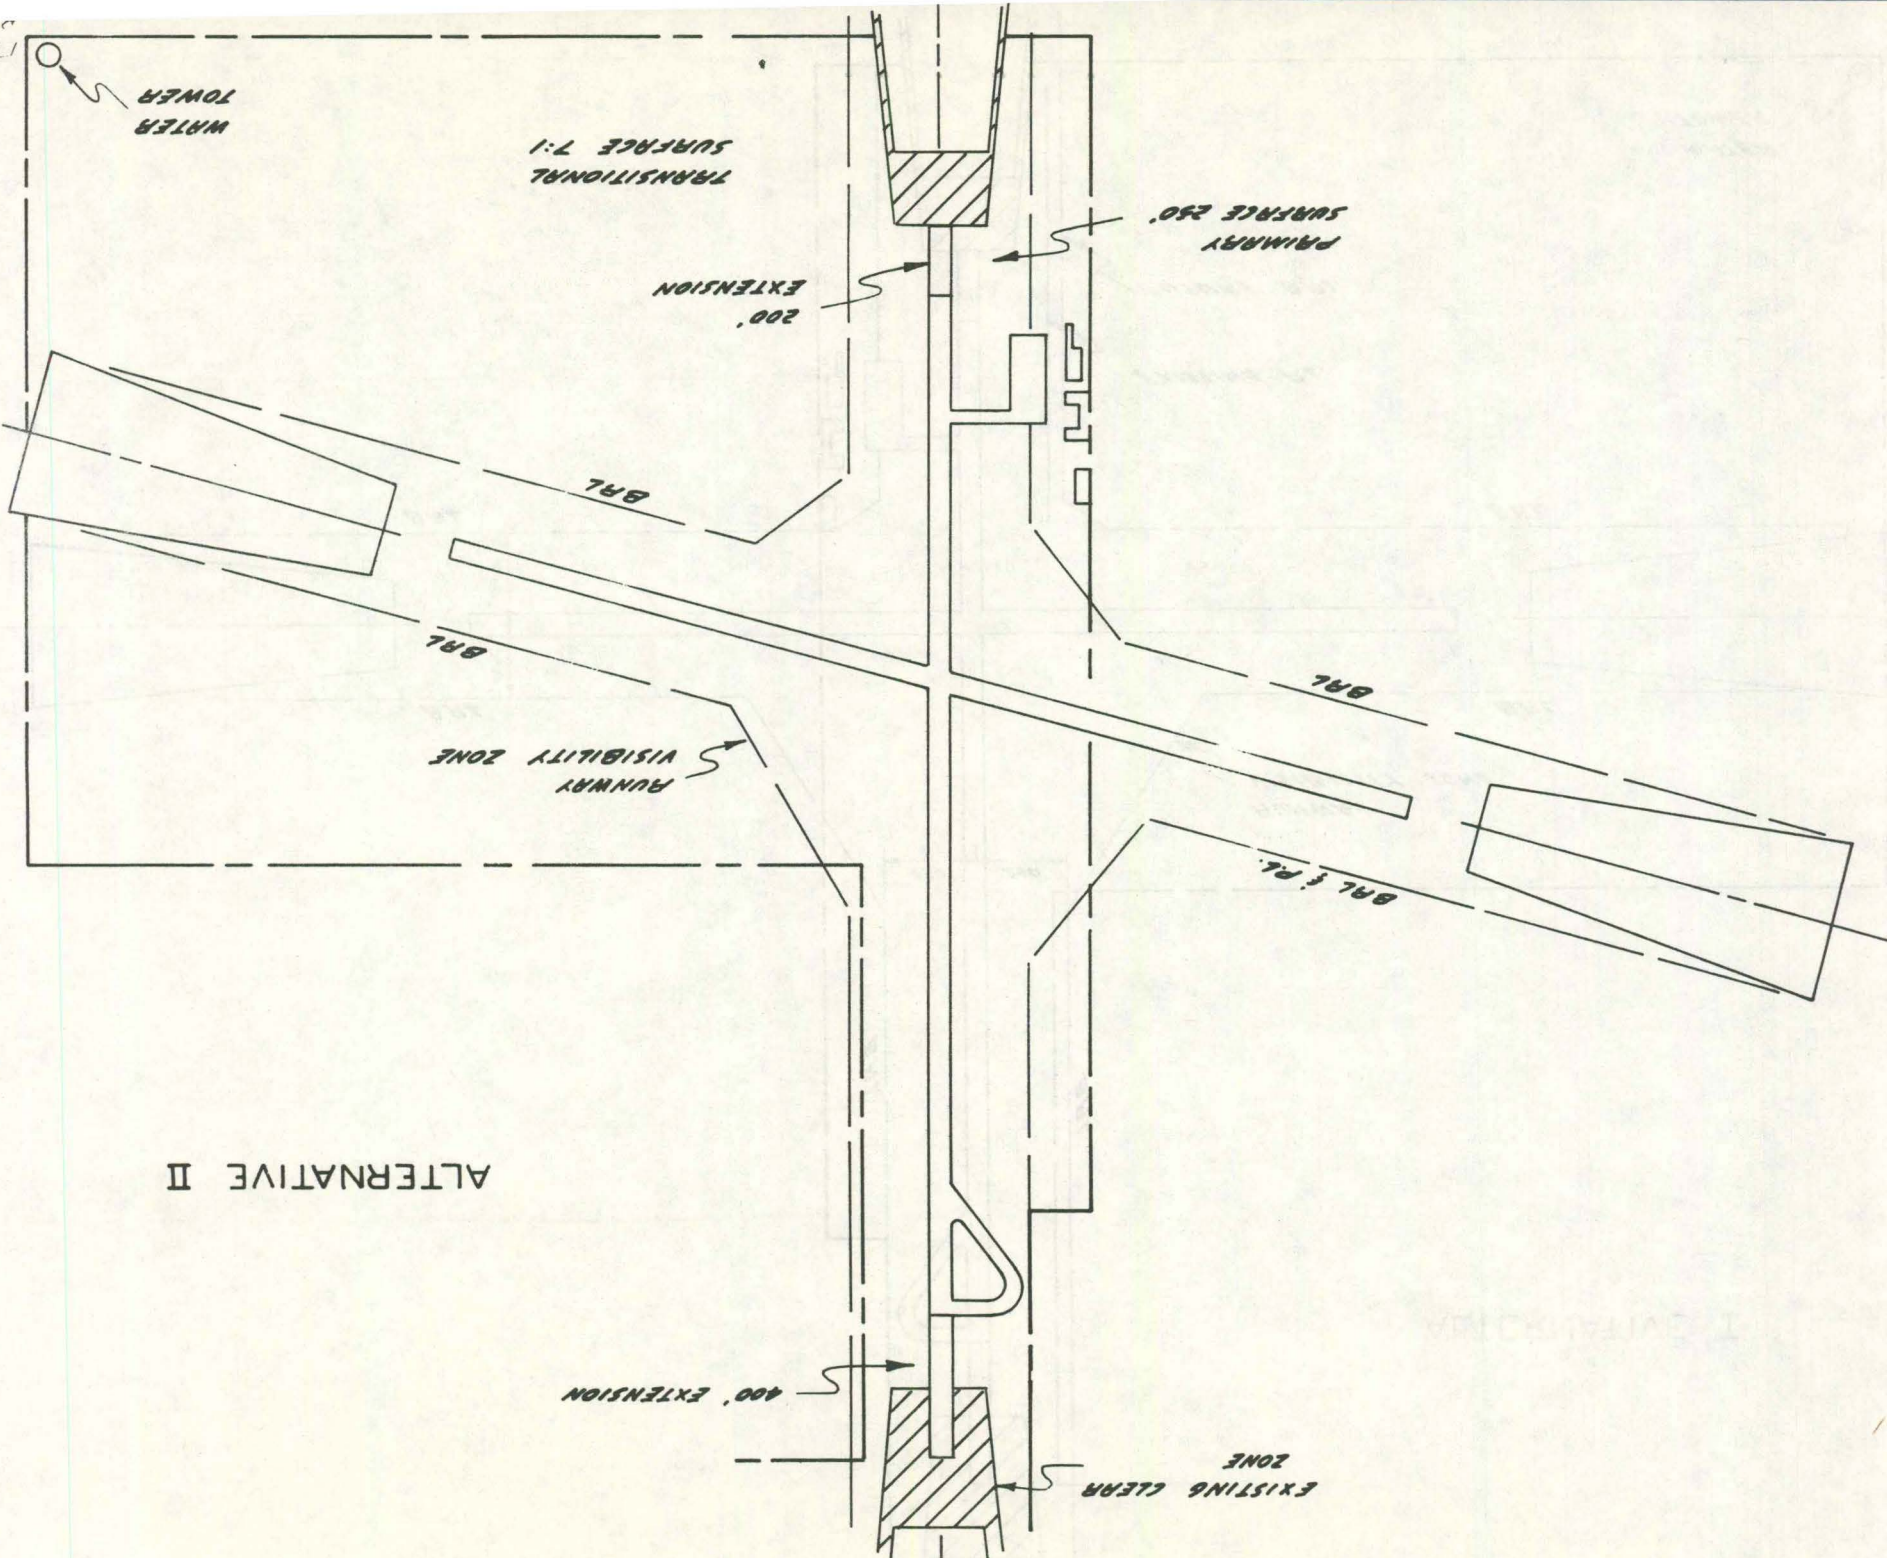 EXISTING CLEAR
ZONE
400' EXTENSION
ALTERNATIVE II
BRL & P.L.
RUNWAY
VISIBILITY ZONE
BRL
BRL
BRL
200'
EXTENSION
PRIMARY
SURFACE 250'
TRANSITIONAL
SURFACE 7:1
WATER
TOWER